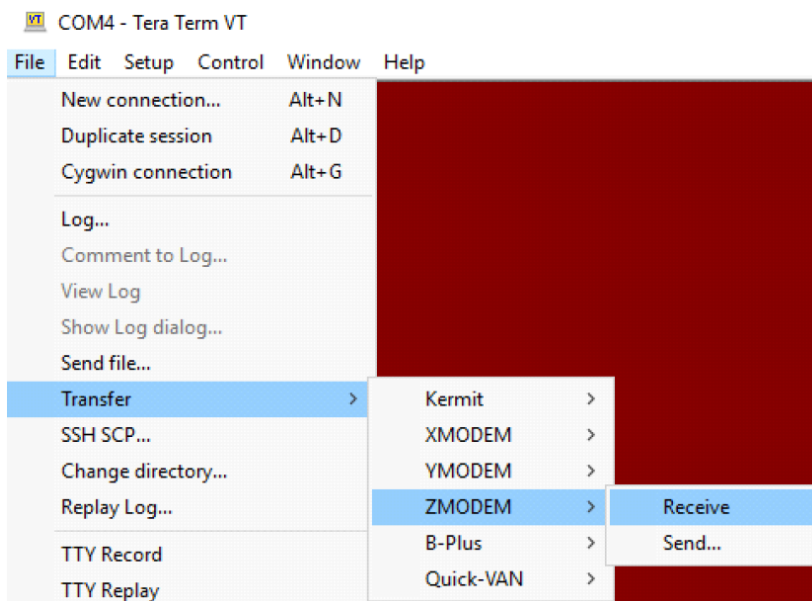 VT COM4 - Tera Term VT
File Edit Setup Control Window Help
New connection... Alt+N
Duplicate session Alt+D
Cygwin connection Alt+G
Log...
Comment to Log...
View Log
Show Log dialog...
Send file...
Transfer > Kermit >
SSH SCP... XMODEM >
Change directory... YMODEM >
Replay Log... ZMODEM > Receive
TTY Record B-Plus > Send...
TTY Replay Quick-VAN >